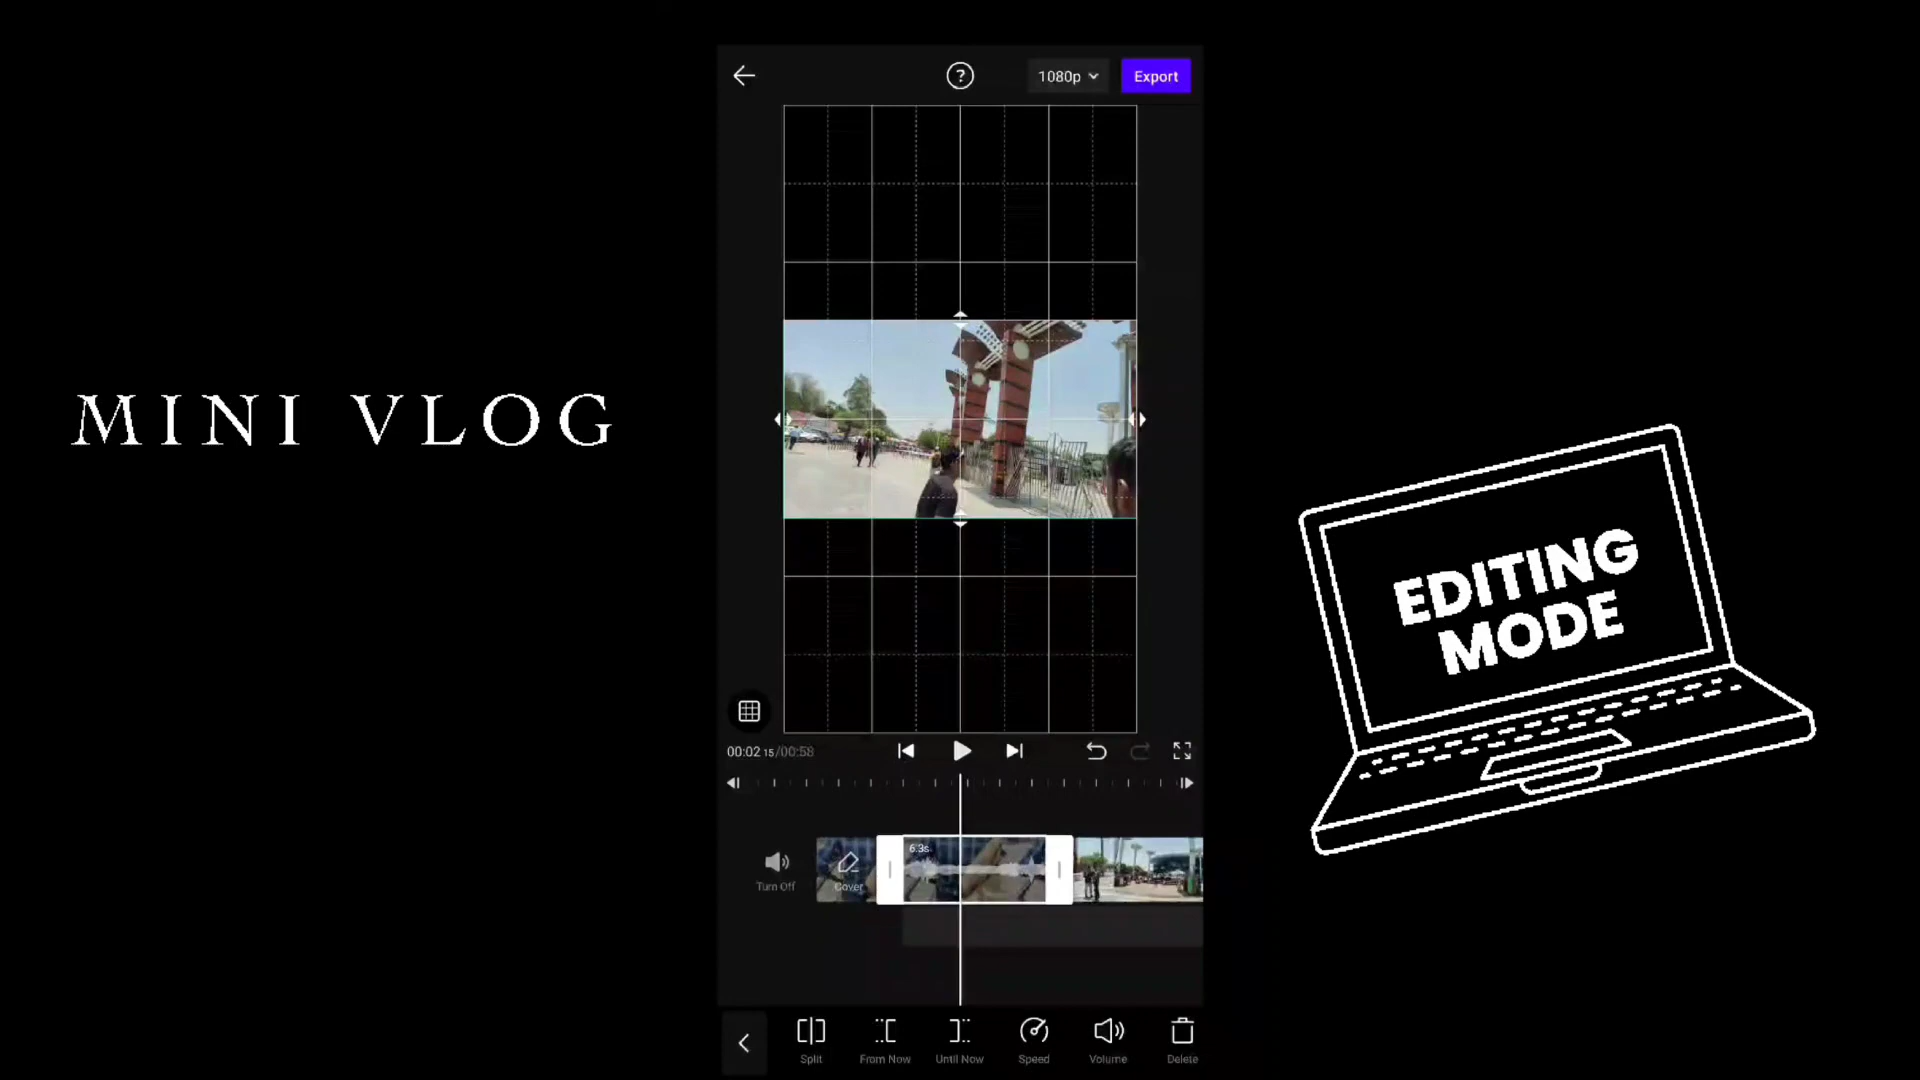 ? 1080p Export
MINI VLOG
EDITING
MODE
00:02 15/00:58
6.3s
Turn Off
Cover
Split From Now Until Now Speed Volume Delete